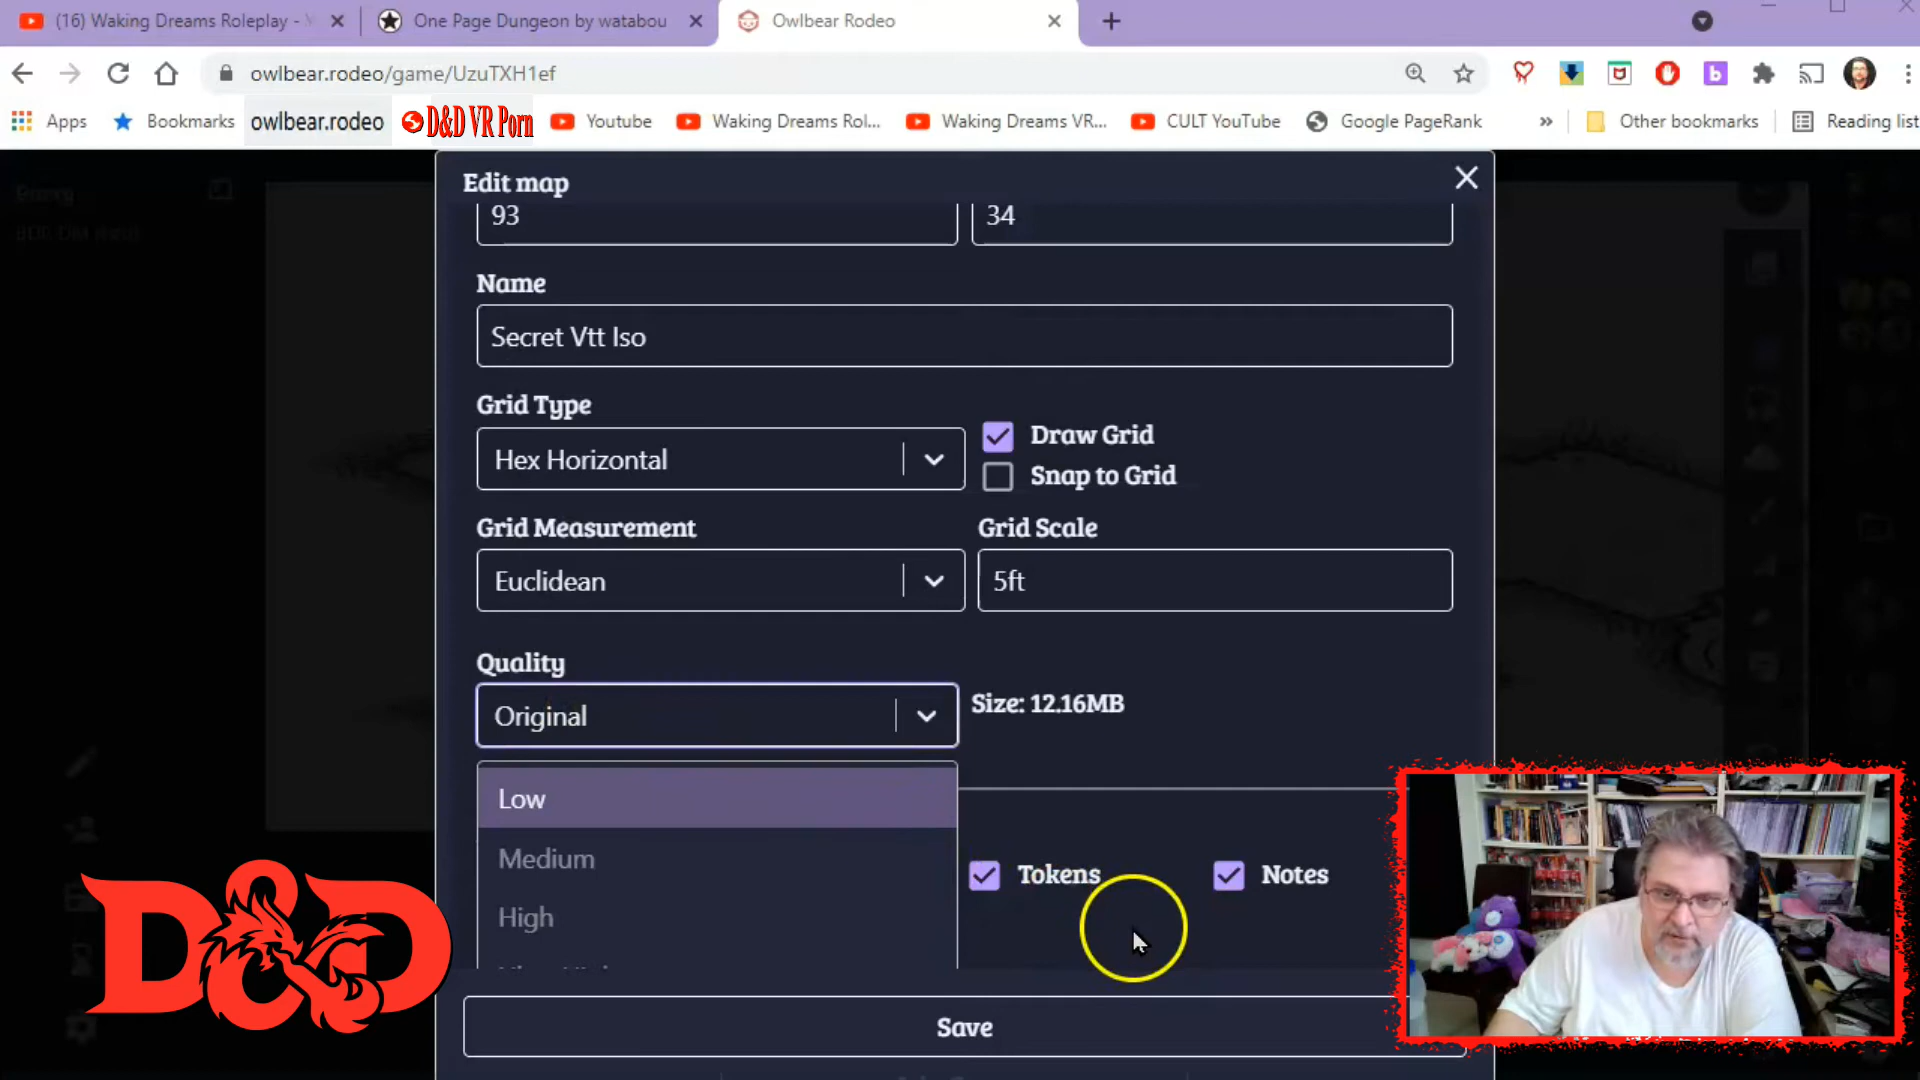 (16) Waking Dreams Roleplay -
One Page Dungeon by watabou
Owlbear Rodeo
owlbear.rodeo/game/UzuTXH1ef
Apps
Bookmarks
owlbear.rodeo
D&D VR Porn
Youtube
Waking Dreams Rol...
Waking Dreams VR...
CULT YouTube
Google PageRank
»
Other bookmarks
Reading list
Edit map
93
34
Name
Secret Vtt Iso
Grid Type
Hex Horizontal
Draw Grid
Snap to Grid
Grid Measurement
Grid Scale
Euclidean
5ft
Quality
Original
Size: 12.16MB
Low
Medium
High
Tokens
Notes
Save
D&D